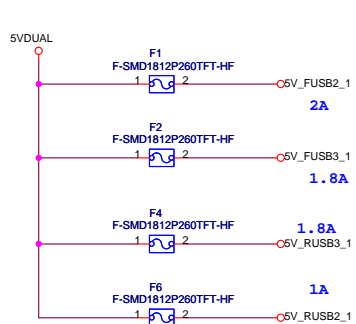 5VDUAL
F1
F-SMD1812P260TFT-HF
1 2
5V_FUSB2_1
2A
F2
F-SMD1812P260TFT-HF
1 2
5V_FUSB3_1
1.8A
F4
F-SMD1812P260TFT-HF
1.8A
1 2
5V_RUSB3_1
F6
F-SMD1812P260TFT-HF
1A
1 2
5V_RUSB2_1